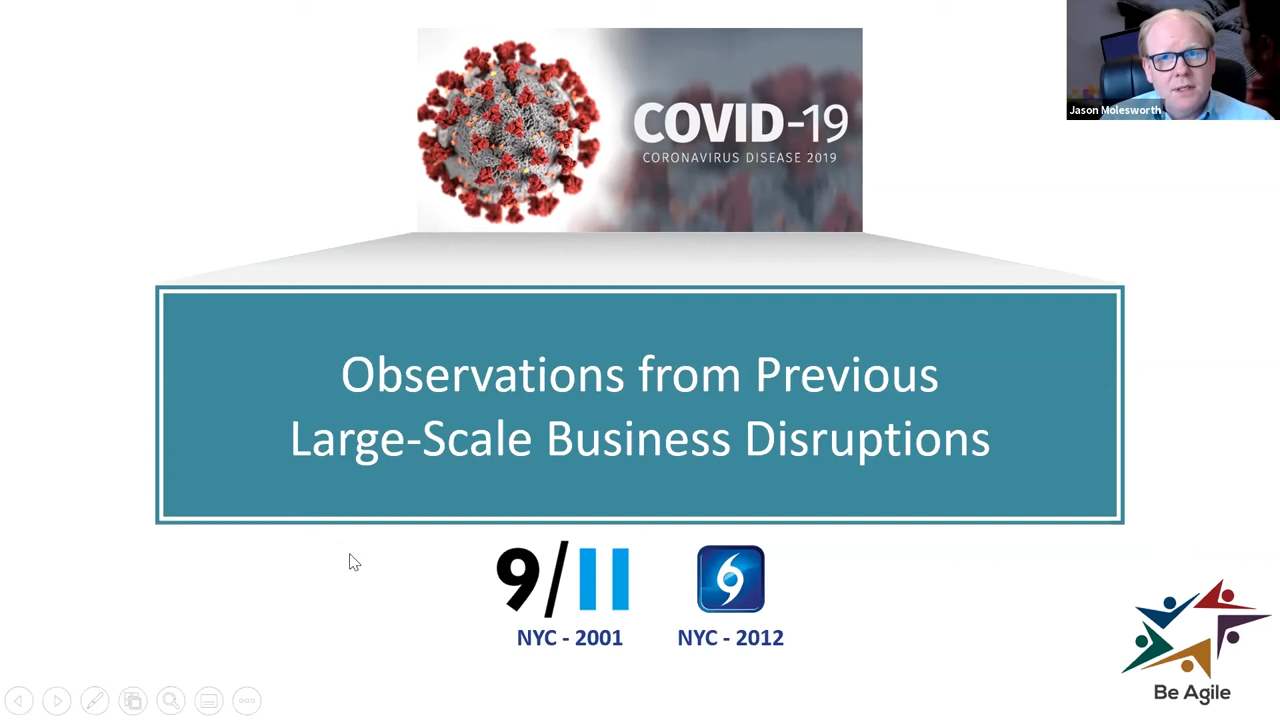 COVID-19
CORONAVIRUS DISEASE 2019
Jason Molesworth
Observations from Previous
Large-Scale Business Disruptions
9/11
NYC - 2001
NYC - 2012
Be Agile